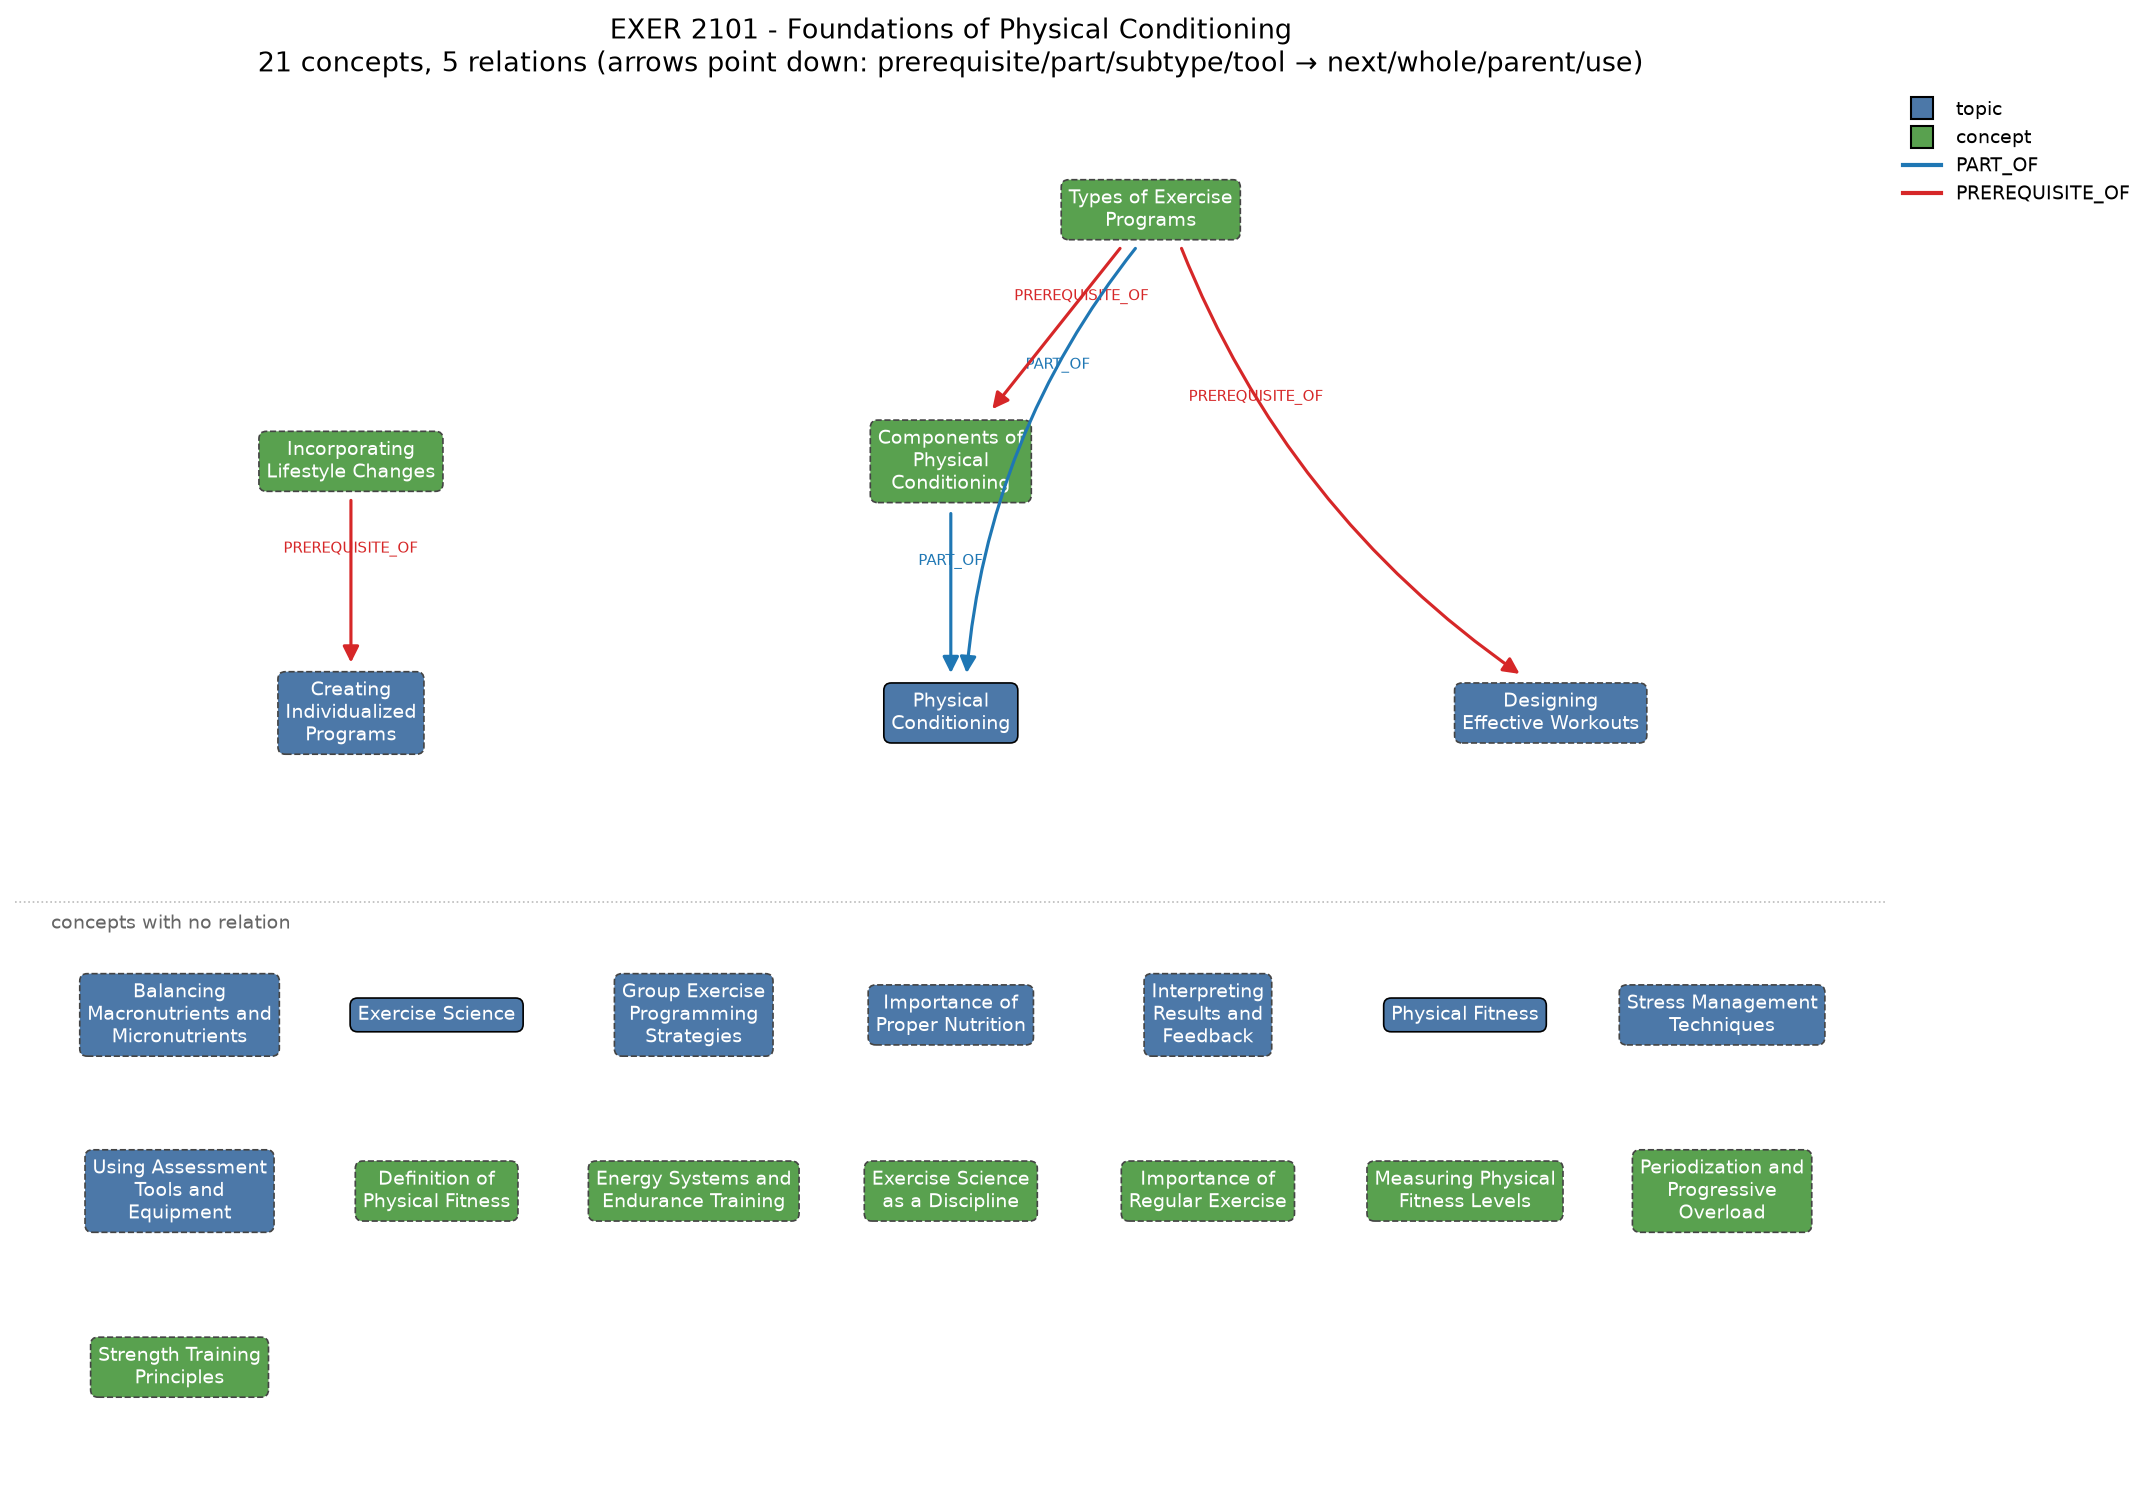 EXER 2101 - Foundations of Physical Conditioning
21 concepts, 5 relations (arrows point down: prerequisite/part/subtype/tool → next/whole/parent/use)
topic
concept
PART_OF
PREREQUISITE_OF
Types of Exercise
Programs
PREREQUISITE_OF
PART_OF
PREREQUISITE_OF
Incorporating
Lifestyle Changes
Components of
Physical
Conditioning
PREREQUISITE_OF
PART_OF
Creating
Individualized
Programs
Physical
Conditioning
Designing
Effective Workouts
concepts with no relation
Balancing
Macronutrients and
Micronutrients
Exercise Science
Group Exercise
Programming
Strategies
Importance of
Proper Nutrition
Interpreting
Results and
Feedback
Physical Fitness
Stress Management
Techniques
Using Assessment
Tools and
Equipment
Definition of
Physical Fitness
Energy Systems and
Endurance Training
Exercise Science
as a Discipline
Importance of
Regular Exercise
Measuring Physical
Fitness Levels
Periodization and
Progressive
Overload
Strength Training
Principles